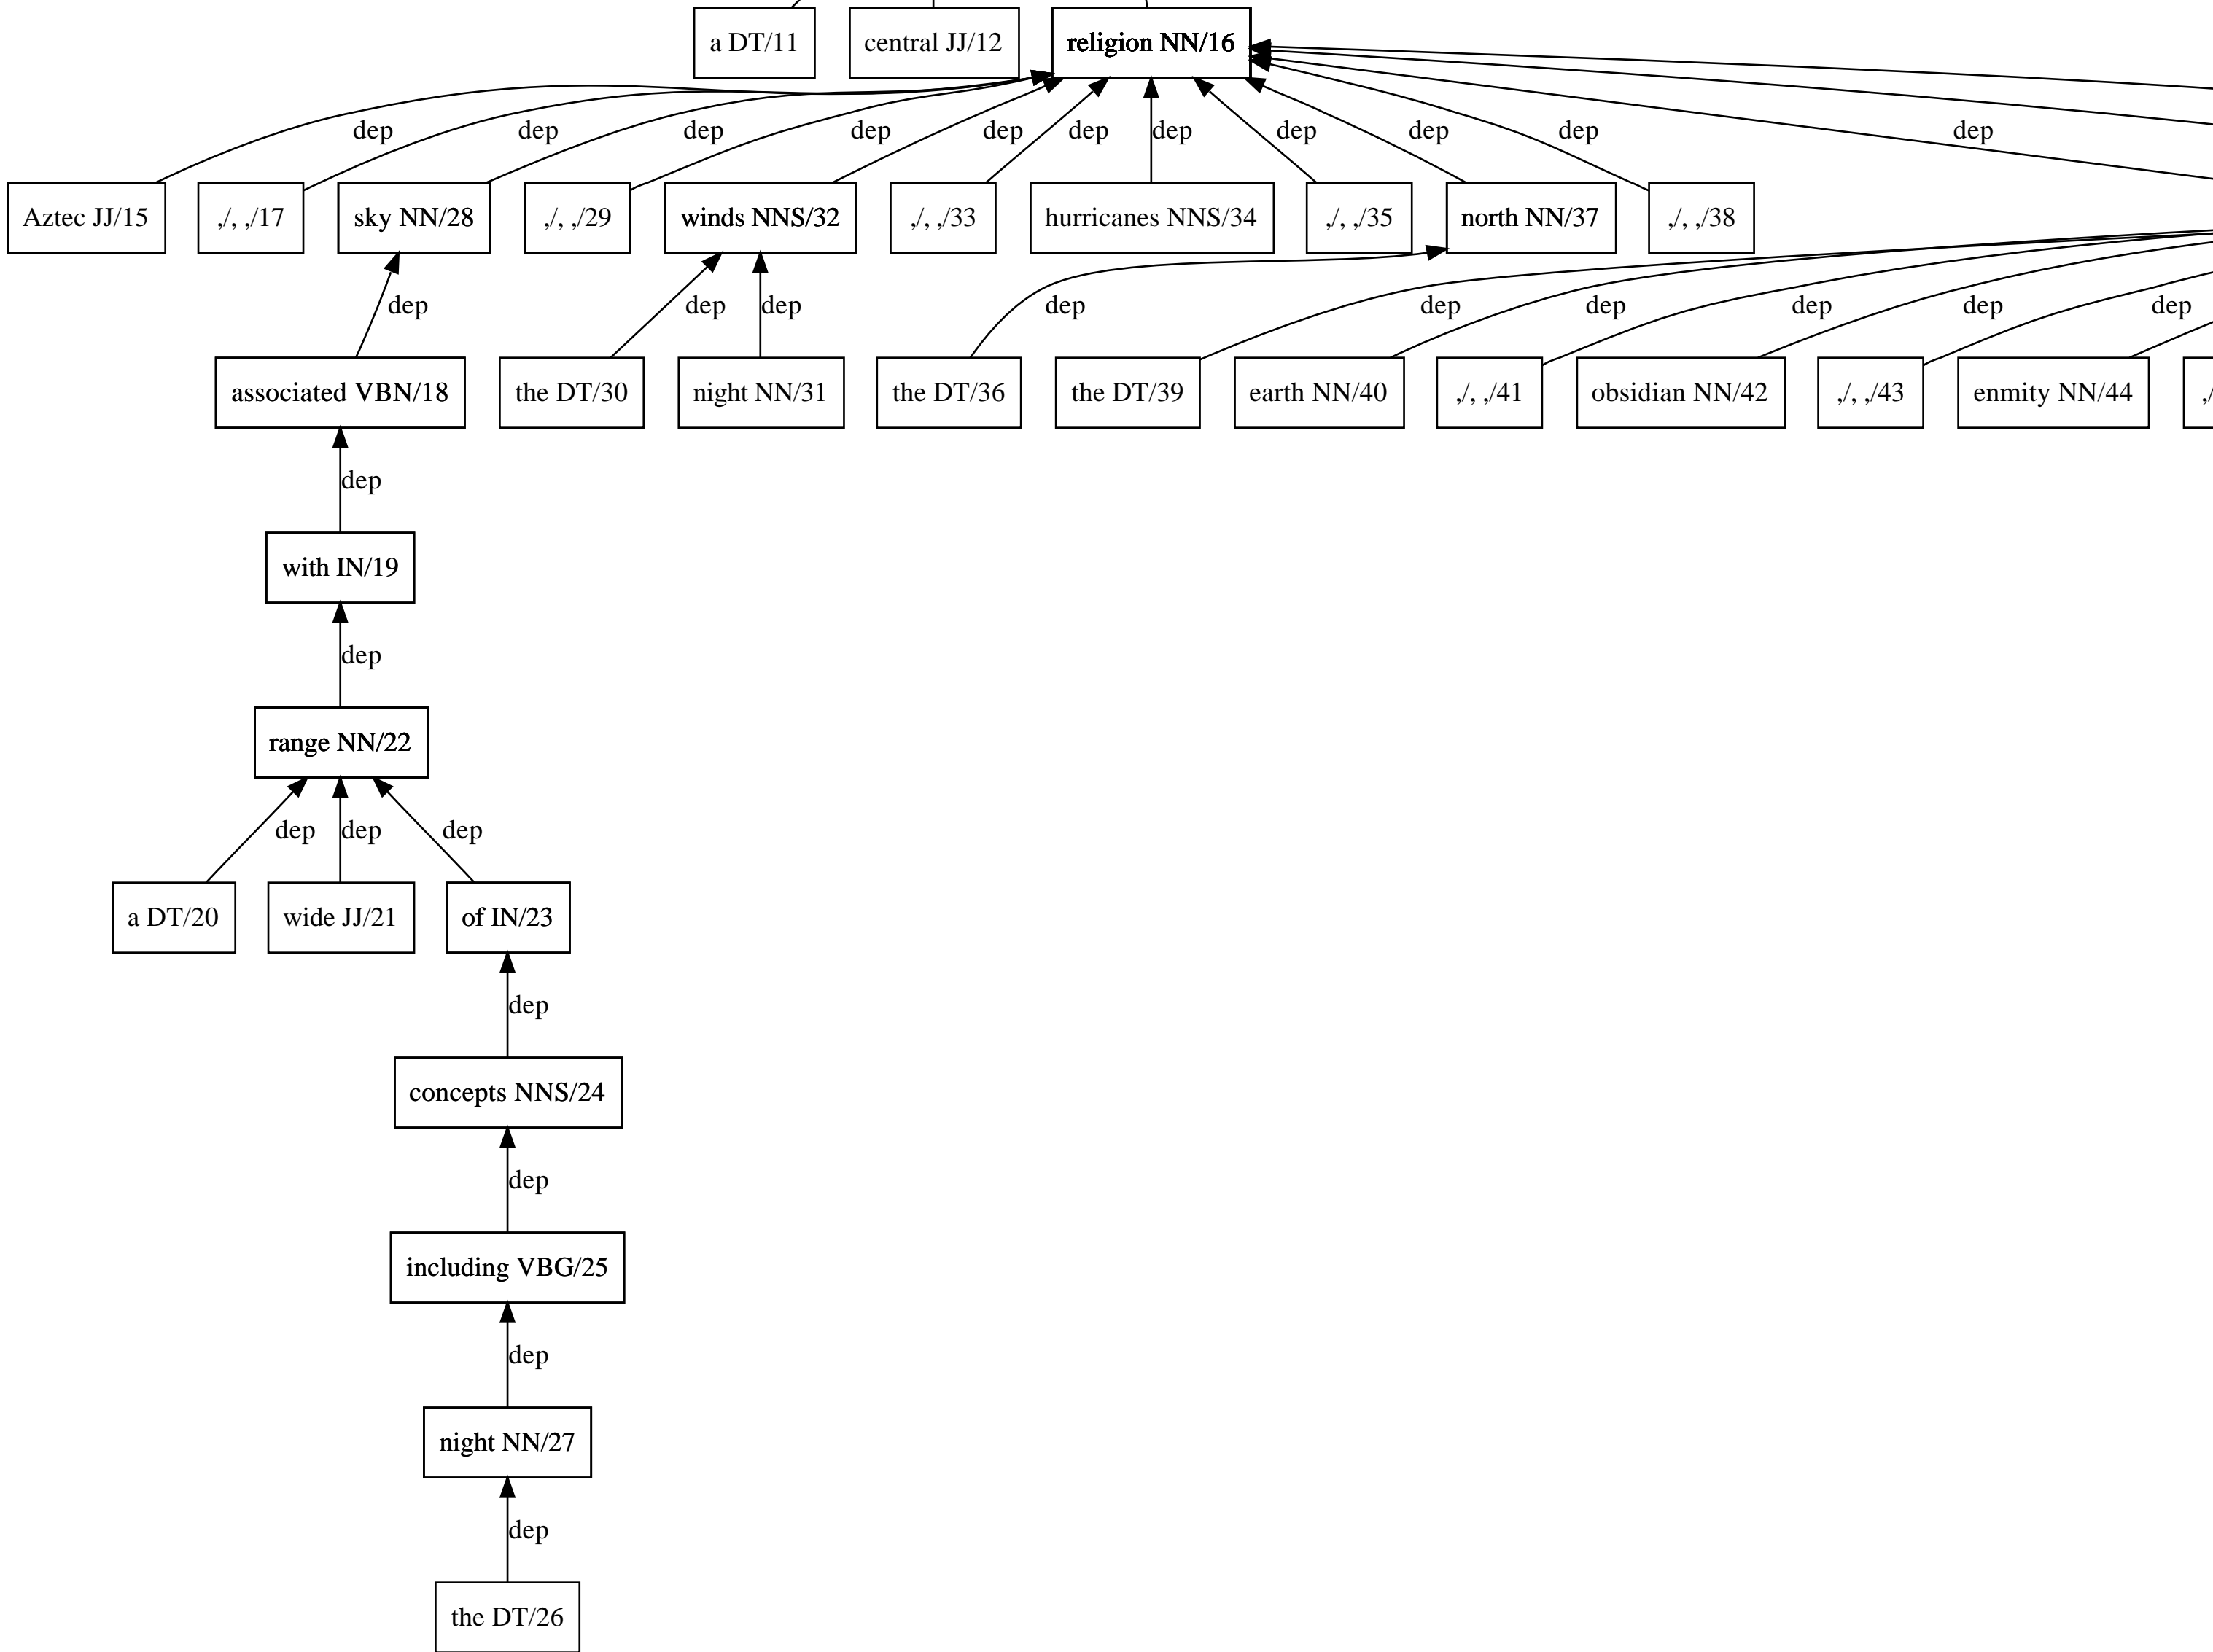 a DT/11 central JJ/12 religion NN/16
dep dep dep dep dep dep dep dep dep dep dep
Aztec JJ/15 ,/, ,/17 sky NN/28 ,/, ,/29 winds NNS/32 ,/, ,/33 hurricanes NNS/34 ,/, ,/35 north NN/37 ,/, ,/38
dep dep dep dep dep dep dep dep dep
associated VBN/18 the DT/30 night NN/31 the DT/36 the DT/39 earth NN/40 ,/, ,/41 obsidian NN/42 ,/, ,/43 enmity NN/44
dep
with IN/19
dep
range NN/22
dep dep dep
a DT/20 wide JJ/21 of IN/23
dep
concepts NNS/24
dep
including VBG/25
dep
night NN/27
dep
the DT/26